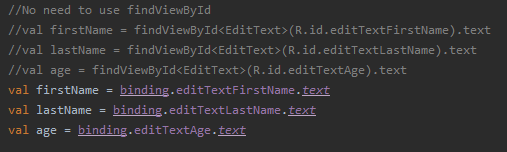 //No need to use findViewById
//val firstName = findViewById<EditText>(R.id.editTextFirstName).text
//val lastName = findViewById<EditText>(R.id.editTextLastName).text
//val age = findViewById<EditText>(R.id.editTextAge).text
val firstName = binding.editTextFirstName.text
val lastName = binding.editTextLastName.text
val age = binding.editTextAge.text